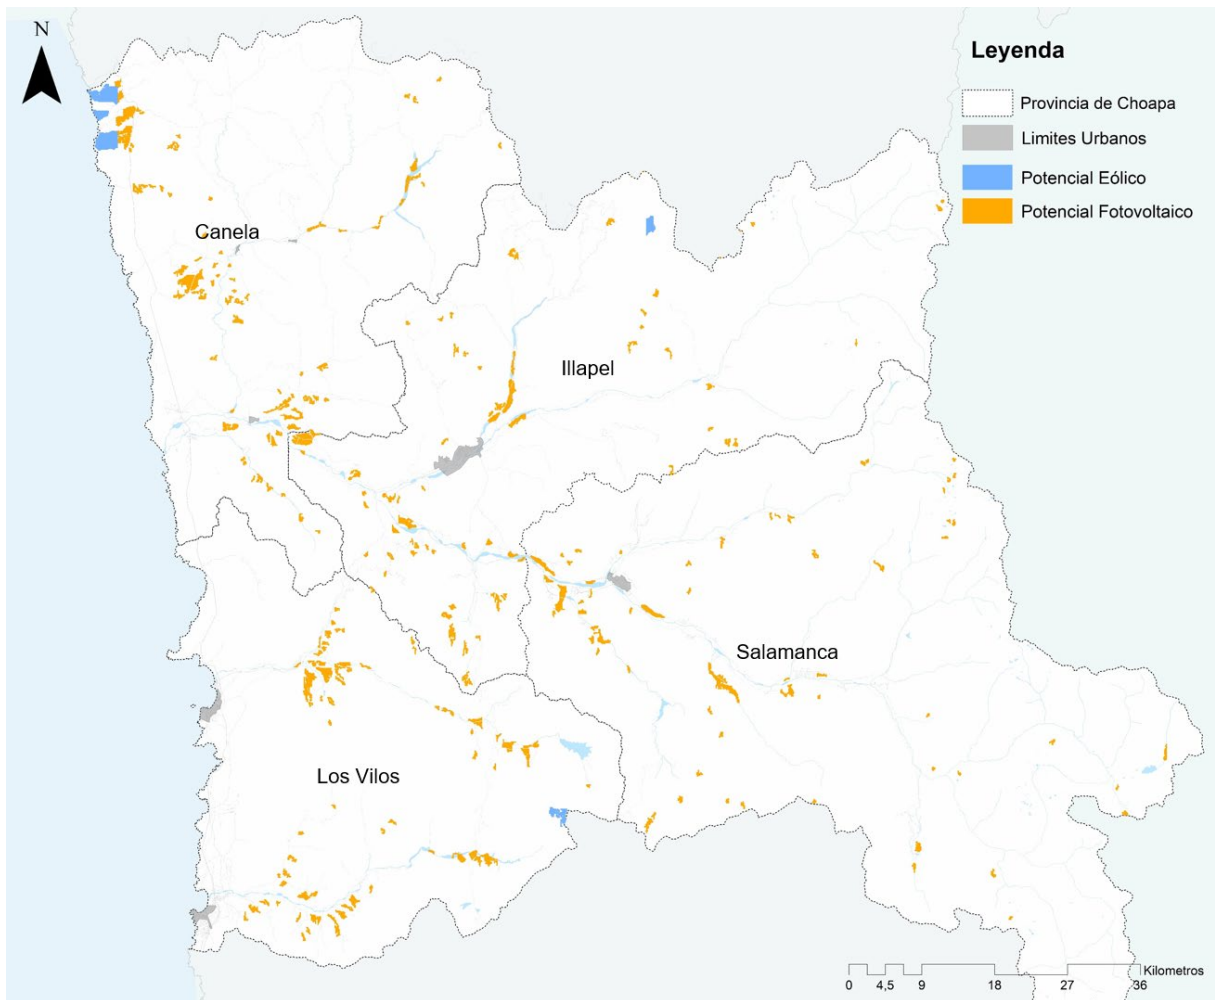 N
Leyenda
Provincia de Choapa
Limites Urbanos
Potencial Eólico
Potencial Fotovoltaico
Canela
Illapel
Salamanca
Los Vilos
Kilometros
0 4,5 9 18 27 36